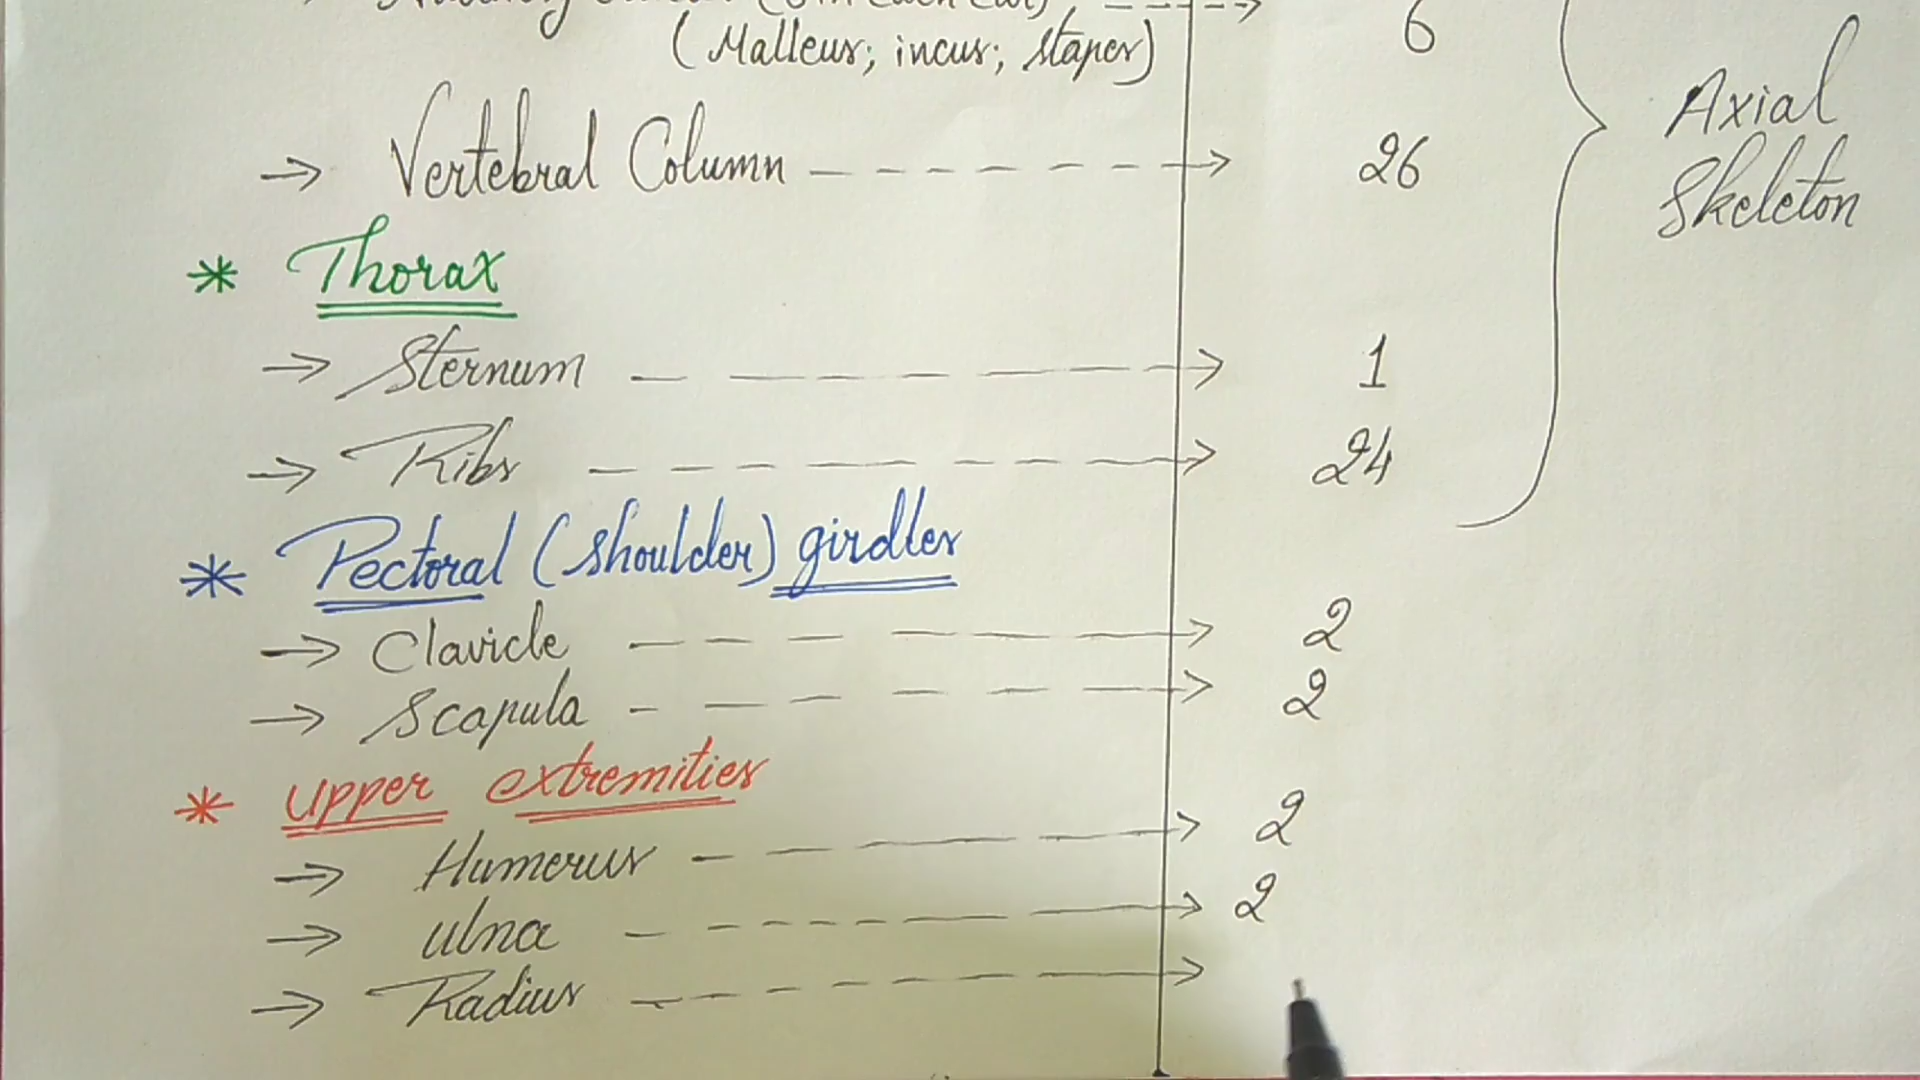 6
(Malleus; incus; stapes)
→ Vertebral Column → 26
Axial
Skeleton
* Thorax
→ Sternum → 1
→ Ribs → 24
* Pectoral (shoulder) girdles
→ Clavicle → 2
→ Scapula → 2
* upper extremities
→ Humerus → 2
→ ulna → 2
→ Radius →